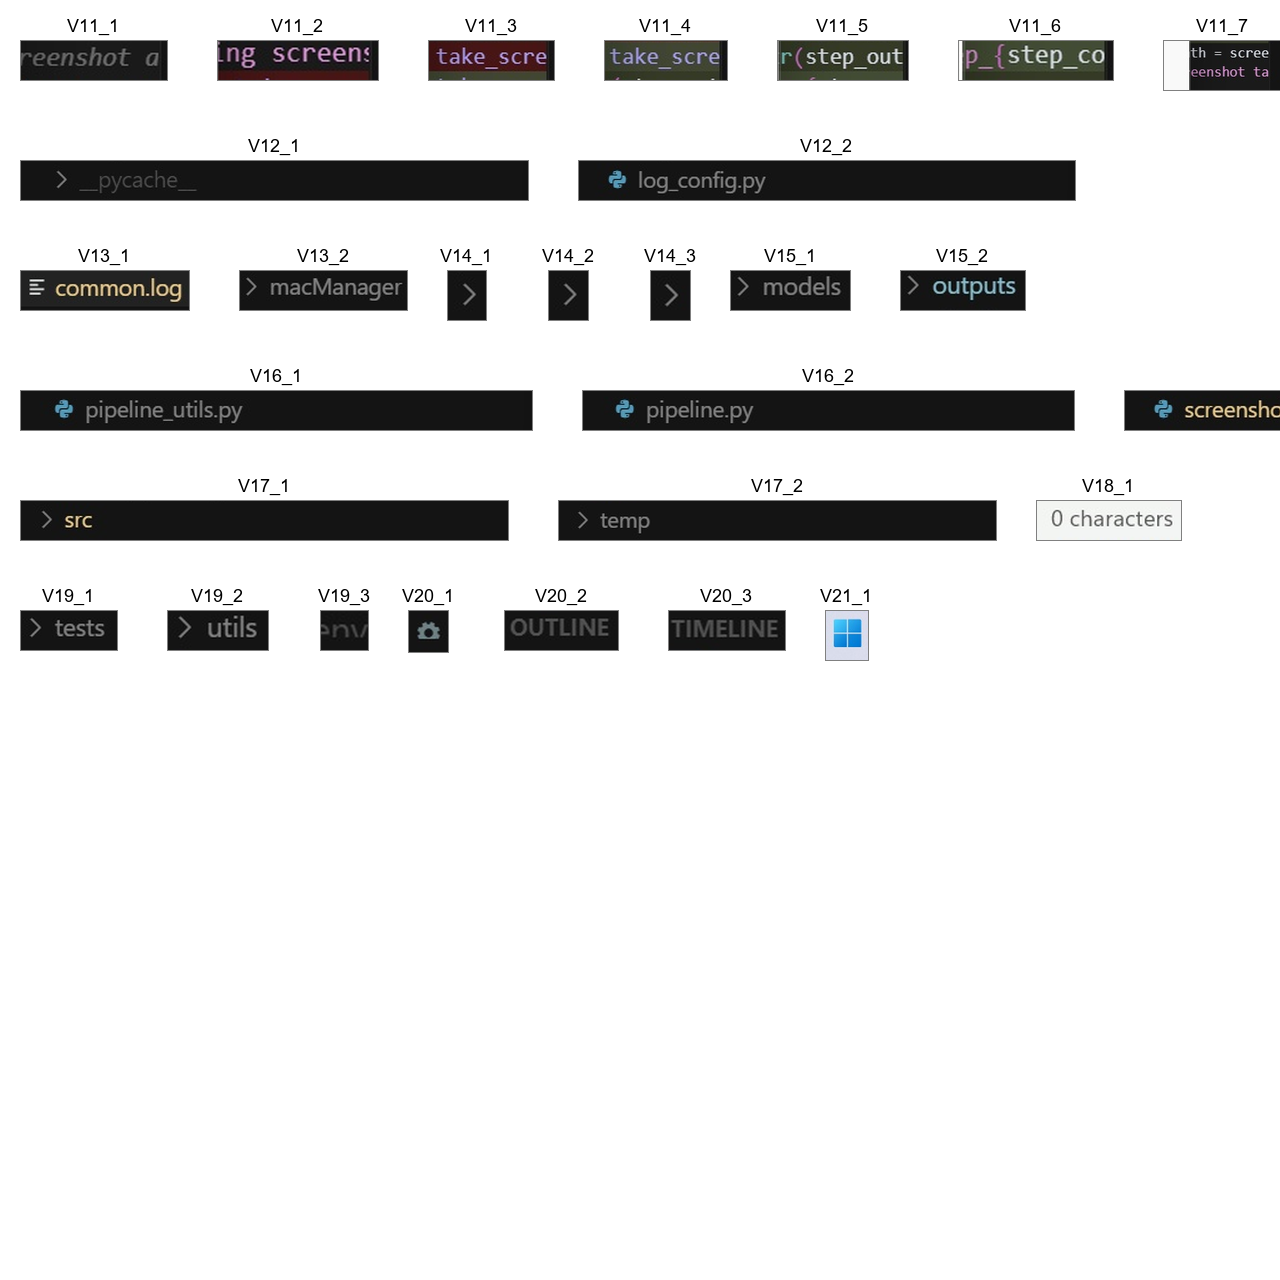 V11_1 V11_2 V11_3 V11_4 V11_5 V11_6 V11_7
reenshot a ing screens take_scre take_scre r(step_out p_{step_co th = scree
eenshot ta
V12_1 V12_2
__pycache__ log_config.py
V13_1 V13_2 V14_1 V14_2 V14_3 V15_1 V15_2
common.log macManager models outputs
V16_1 V16_2
pipeline_utils.py pipeline.py screensho
V17_1 V17_2 V18_1
src temp 0 characters
V19_1 V19_2 V19_3 V20_1 V20_2 V20_3 V21_1
tests utils env OUTLINE TIMELINE